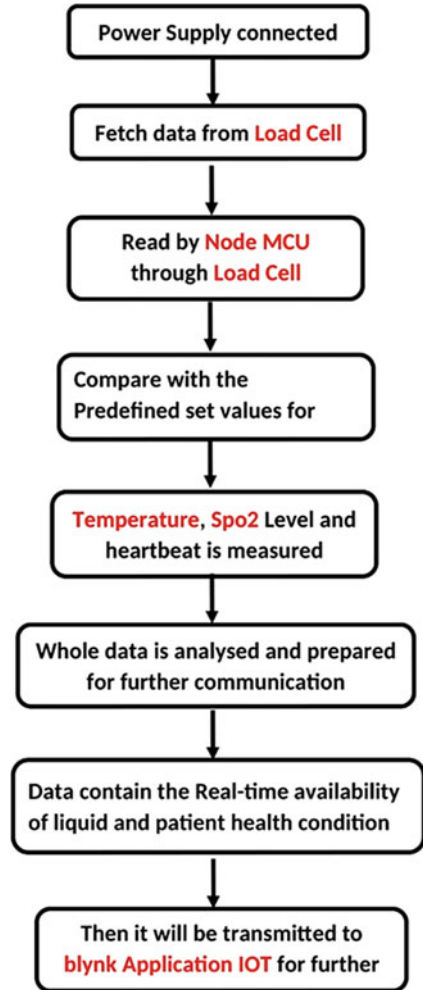 Power Supply connected
Fetch data from Load Cell
Read by Node MCU
through Load Cell
Compare with the
Predefined set values for
Temperature, Spo2 Level and
heartbeat is measured
Whole data is analysed and prepared
for further communication
Data contain the Real-time availability
of liquid and patient health condition
Then it will be transmitted to
blynk Application IOT for further